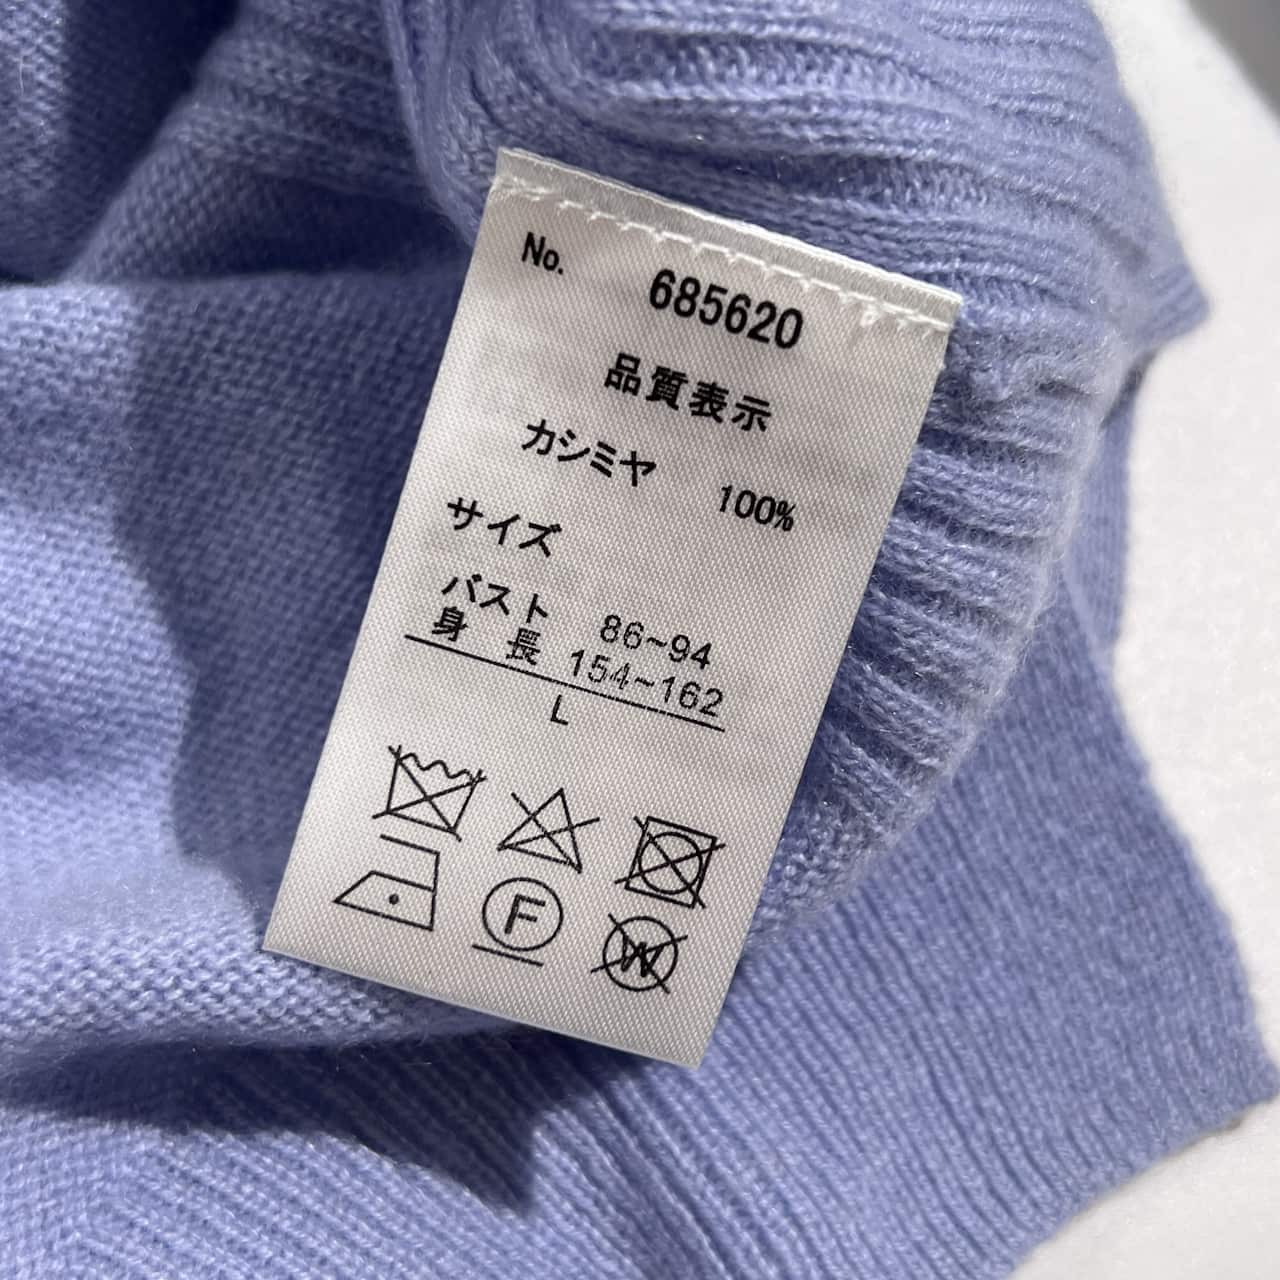 No. 685620
品質表示
カシミヤ 100%
サイズ
バスト 86~94
身長 154~162
L
F
W